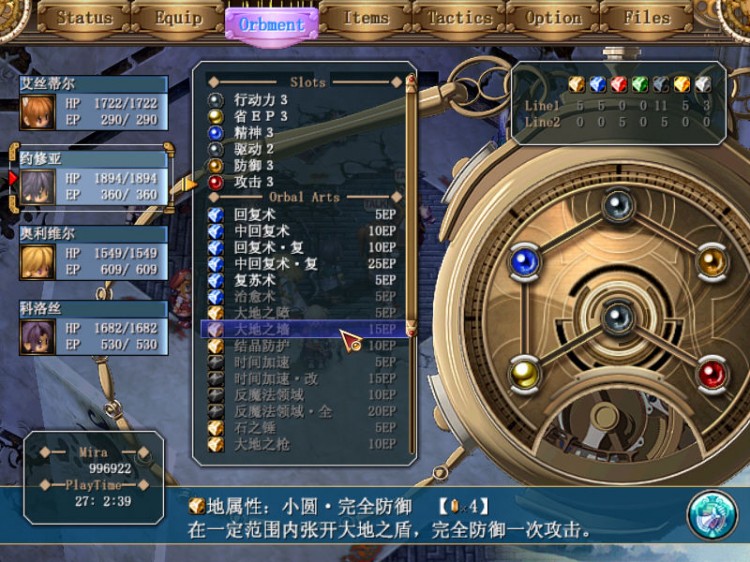 Status Equip Orbment Items Tactics Option Files
艾丝蒂尔
HP 1722/1722
EP 290/ 290
约修亚
HP 1894/1894
EP 360/ 360
奥利维尔
HP 1549/1549
EP 609/ 609
科洛丝
HP 1682/1682
EP 530/ 530
Slots
行动力 3
省EP 3
精神 3
驱动 2
防御 3
攻击 3
Orbal Arts
回复术 5EP
中回复术 10EP
回复术·复 10EP
中回复术·复 25EP
复苏术 5EP
治愈术 5EP
大地之障 5EP
大地之墙 15EP
结晶防护 10EP
时间加速 5EP
时间加速·改 15EP
反魔法领域 10EP
反魔法领域·全 20EP
石之锤 5EP
大地之枪 10EP
Line1 5 5 0 0 11 5 3
Line2 0 0 5 0 5 0 0
Mira
996922
PlayTime
27: 2:39
地属性：小圆·完全防御 【×4】
在一定范围内张开大地之盾，完全防御一次攻击。